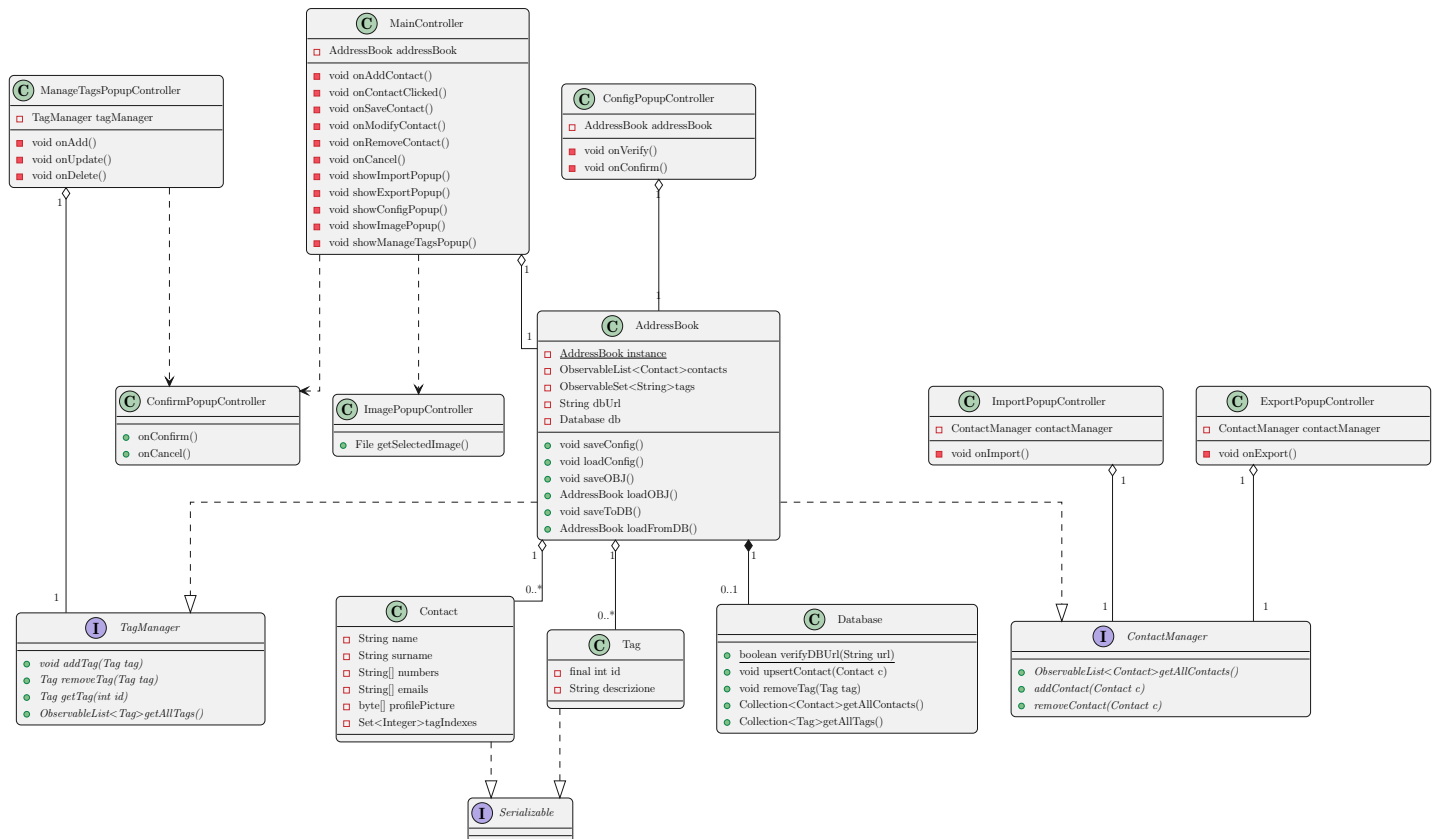 C MainController
AddressBook addressBook
void onAddContact()
void onContactClicked()
void onSaveContact()
void onModifyContact()
void onRemoveContact()
void onCancel()
void showImportPopup()
void showExportPopup()
void showConfigPopup()
void showImagePopup()
void showManageTagsPopup()
1
1
C ManageTagsPopupController
TagManager tagManager
void onAdd()
void onUpdate()
void onDelete()
1
1
C ConfigPopupController
AddressBook addressBook
void onVerify()
void onConfirm()
1
1
C AddressBook
AddressBook instance
ObservableList<Contact>contacts
ObservableSet<String>tags
String dbUrl
Database db
void saveConfig()
void loadConfig()
void saveOBJ()
AddressBook loadOBJ()
void saveToDB()
AddressBook loadFromDB()
1
1
1
0..*
0..*
0..1
C ConfirmPopupController
onConfirm()
onCancel()
C ImagePopupController
File getSelectedImage()
C ImportPopupController
ContactManager contactManager
void onImport()
1
1
C ExportPopupController
ContactManager contactManager
void onExport()
1
1
I TagManager
void addTag(Tag tag)
Tag removeTag(Tag tag)
Tag getTag(int id)
ObservableList<Tag>getAllTags()
C Contact
String name
String surname
String[] numbers
String[] emails
byte[] profilePicture
Set<Integer>tagIndexes
C Tag
final int id
String descrizione
C Database
boolean verifyDBUrl(String url)
void upsertContact(Contact c)
void removeTag(Tag tag)
Collection<Contact>getAllContacts()
Collection<Tag>getAllTags()
I ContactManager
ObservableList<Contact>getAllContacts()
addContact(Contact c)
removeContact(Contact c)
I Serializable